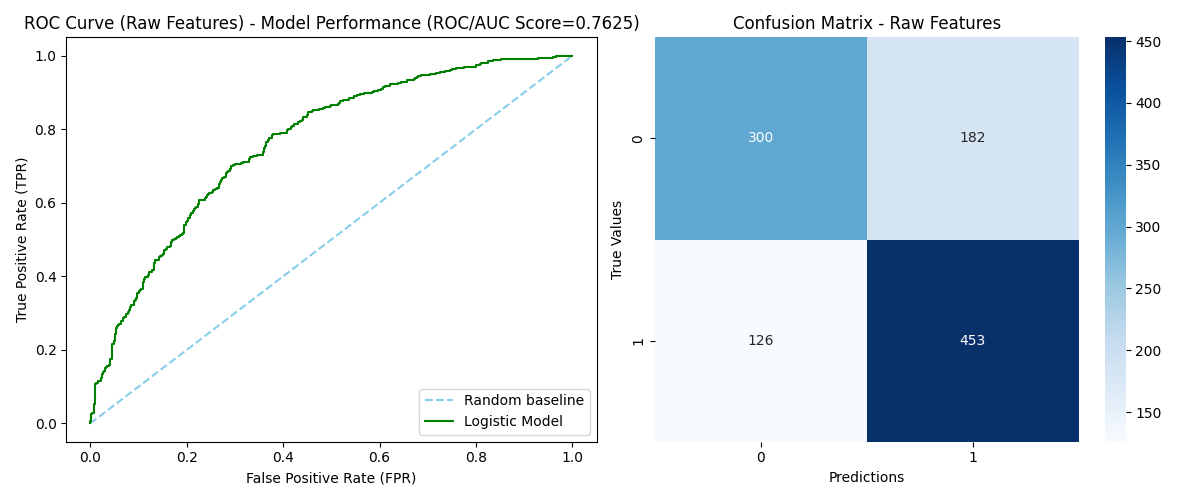 ROC Curve (Raw Features) - Model Performance (ROC/AUC Score=0.7625)
True Positive Rate (TPR)
1.0
0.8
0.6
0.4
0.2
0.0
Random baseline
Logistic Model
0.0 0.2 0.4 0.6 0.8 1.0
False Positive Rate (FPR)
Confusion Matrix - Raw Features
True Values
0
1
300 182
126 453
0 1
Predictions
450
400
350
300
250
200
150